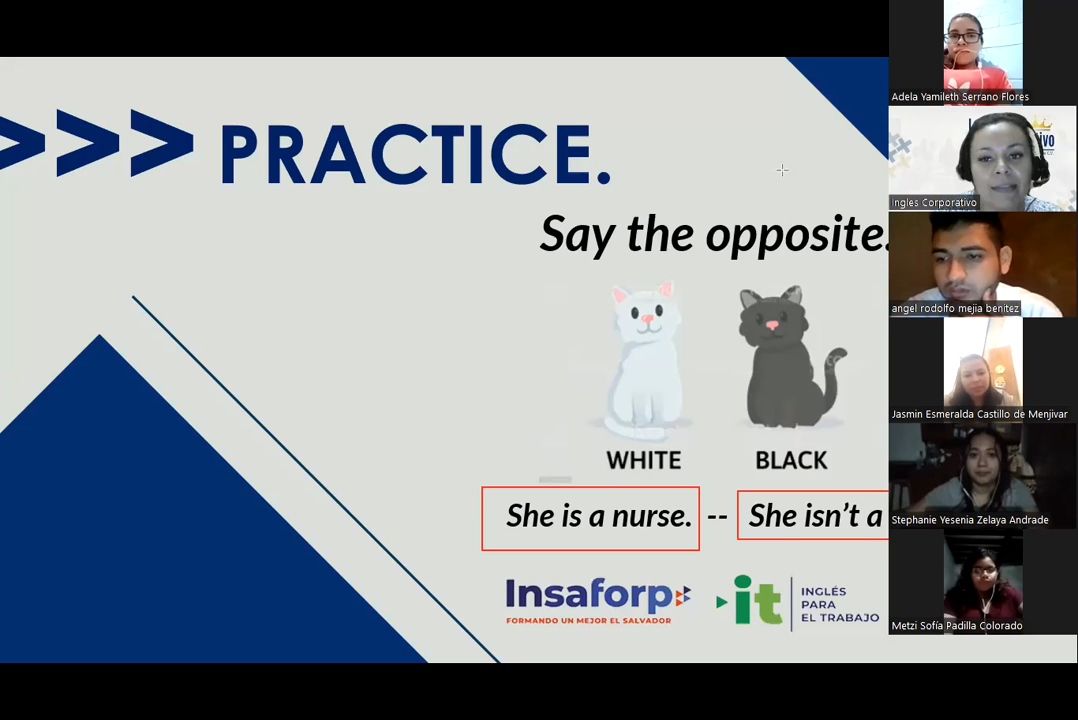 >>> PRACTICE.
Say the opposite.
WHITE
BLACK
She is a nurse. -- She isn't a
Insaforp
FORMANDO UN MEJOR EL SALVADOR
it
INGLÉS
PARA
EL TRABAJO
Adela Yamileth Serrano Flores
Ingles Corporativo
angel rodolfo mejia benitez
Jasmin Esmeralda Castillo de Menjivar
Stephanie Yesenia Zelaya Andrade
Metzi Sofía Padilla Colorado